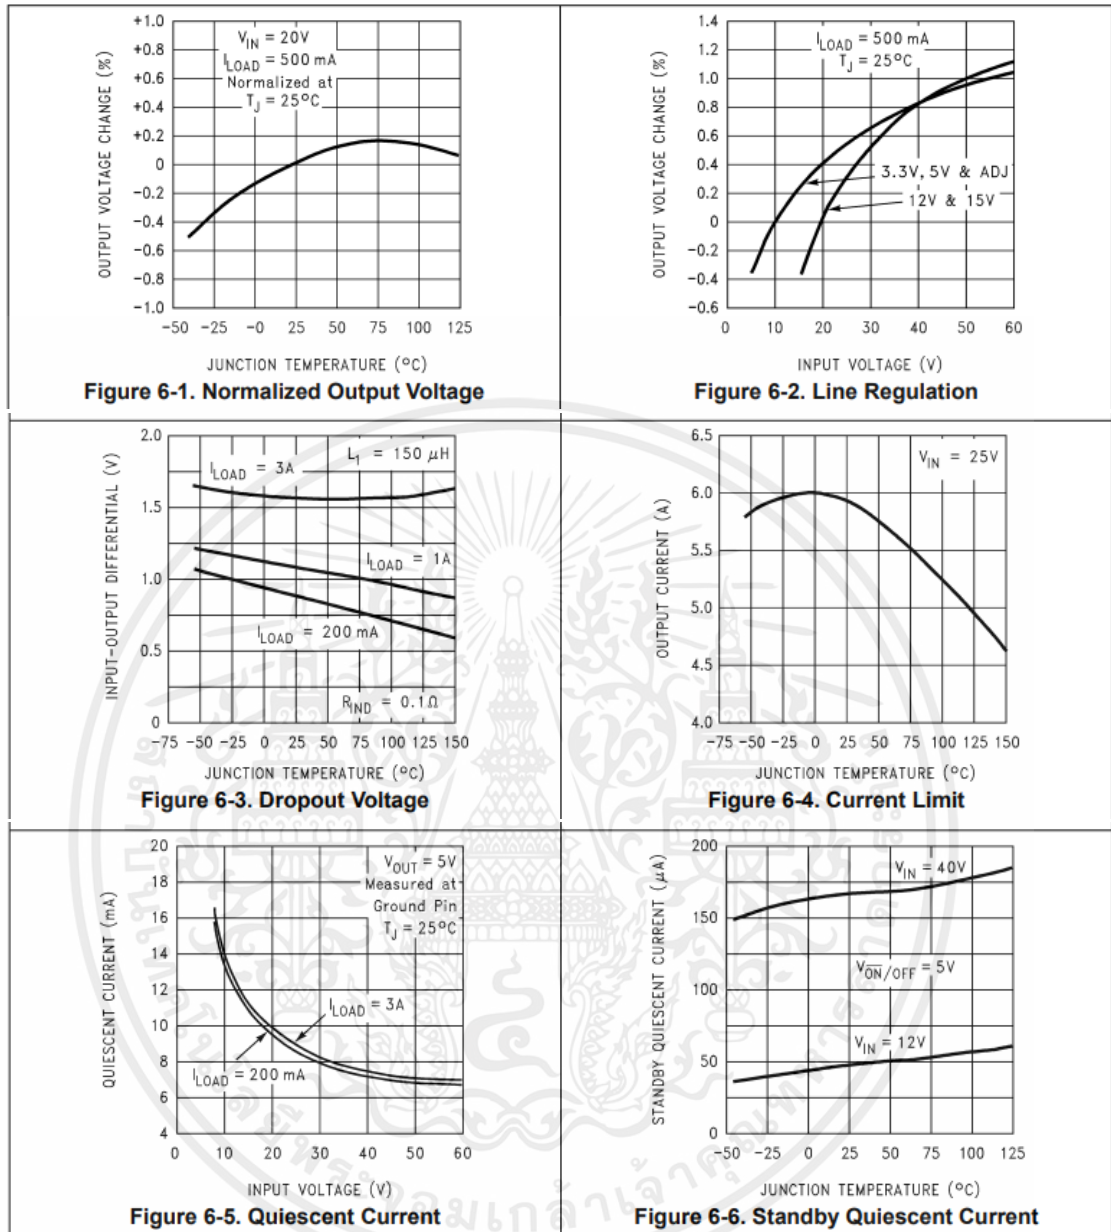 OUTPUT VOLTAGE CHANGE (%)
+1.0
+0.8
+0.6
+0.4
+0.2
0
−0.2
−0.4
−0.6
−0.8
−1.0
V_IN = 20V
I_LOAD = 500 mA
Normalized at
T_J = 25°C
−50 −25 −0 25 50 75 100 125
JUNCTION TEMPERATURE (°C)
Figure 6-1. Normalized Output Voltage
OUTPUT VOLTAGE CHANGE (%)
1.4
1.2
1.0
0.8
0.6
0.4
0.2
0
−0.2
−0.4
−0.6
I_LOAD = 500 mA
T_J = 25°C
3.3V, 5V & ADJ
12V & 15V
0 10 20 30 40 50 60
INPUT VOLTAGE (V)
Figure 6-2. Line Regulation
INPUT-OUTPUT DIFFERENTIAL (V)
2.0
1.5
1.0
0.5
0
L_1 = 150 μH
I_LOAD = 3A
I_LOAD = 1A
I_LOAD = 200 mA
R_IND = 0.1Ω
−75 −50 −25 0 25 50 75 100 125 150
JUNCTION TEMPERATURE (°C)
Figure 6-3. Dropout Voltage
OUTPUT CURRENT (A)
6.5
6.0
5.5
5.0
4.5
4.0
V_IN = 25V
−75 −50 −25 0 25 50 75 100 125 150
JUNCTION TEMPERATURE (°C)
Figure 6-4. Current Limit
QUIESCENT CURRENT (mA)
20
18
16
14
12
10
8
6
4
V_OUT = 5V
Measured at
Ground Pin
T_J = 25°C
I_LOAD = 3A
I_LOAD = 200 mA
0 10 20 30 40 50 60
INPUT VOLTAGE (V)
Figure 6-5. Quiescent Current
STANDBY QUIESCENT CURRENT (μA)
200
150
100
50
0
V_IN = 40V
V_ON/OFF = 5V
V_IN = 12V
−50 −25 0 25 50 75 100 125
JUNCTION TEMPERATURE (°C)
Figure 6-6. Standby Quiescent Current